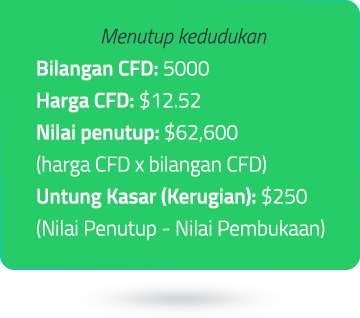 Menutup kedudukan
Bilangan CFD: 5000
Harga CFD: $12.52
Nilai penutup: $62,600
(harga CFD x bilangan CFD)
Untung Kasar (Kerugian): $250
(Nilai Penutup - Nilai Pembukaan)